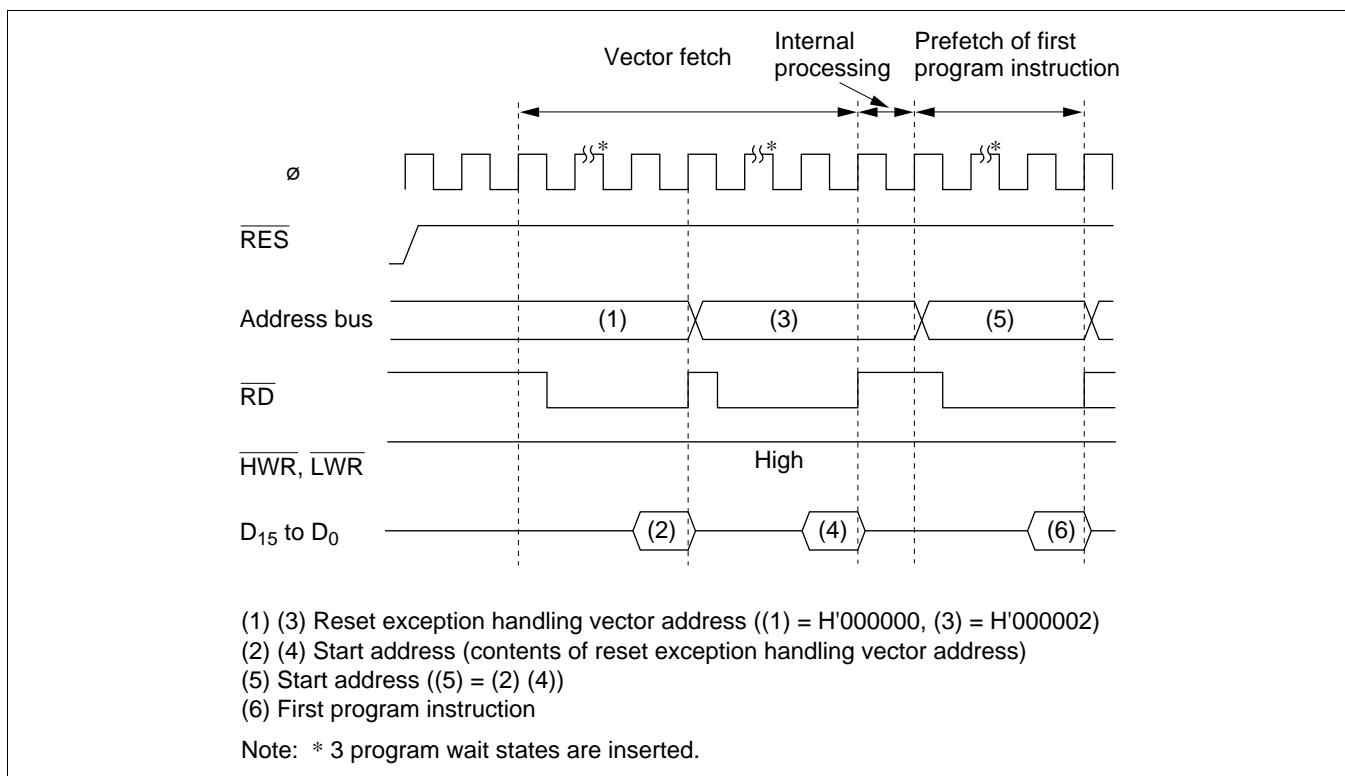 Vector fetch
Internal
processing
Prefetch of first
program instruction
* * *
ø
RES
Address bus (1) (3) (5)
RD
HWR, LWR High
D15 to D0 (2) (4) (6)
(1) (3) Reset exception handling vector address ((1) = H'000000, (3) = H'000002)
(2) (4) Start address (contents of reset exception handling vector address)
(5) Start address ((5) = (2) (4))
(6) First program instruction
Note: * 3 program wait states are inserted.